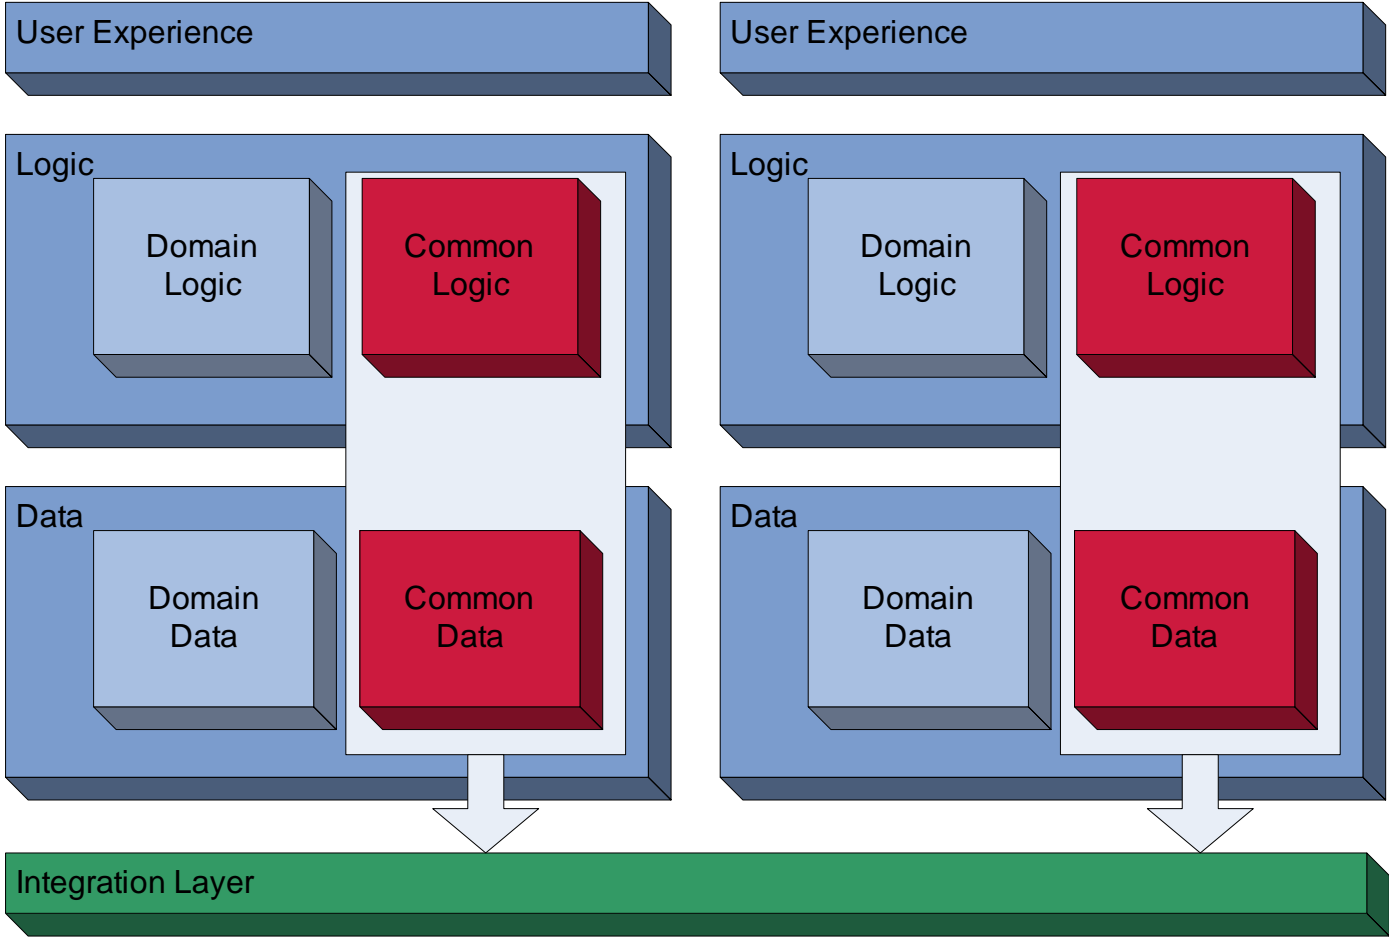 User Experience
User Experience
Logic
Logic
Domain
Logic
Common
Logic
Domain
Logic
Common
Logic
Data
Data
Domain
Data
Common
Data
Domain
Data
Common
Data
Integration Layer